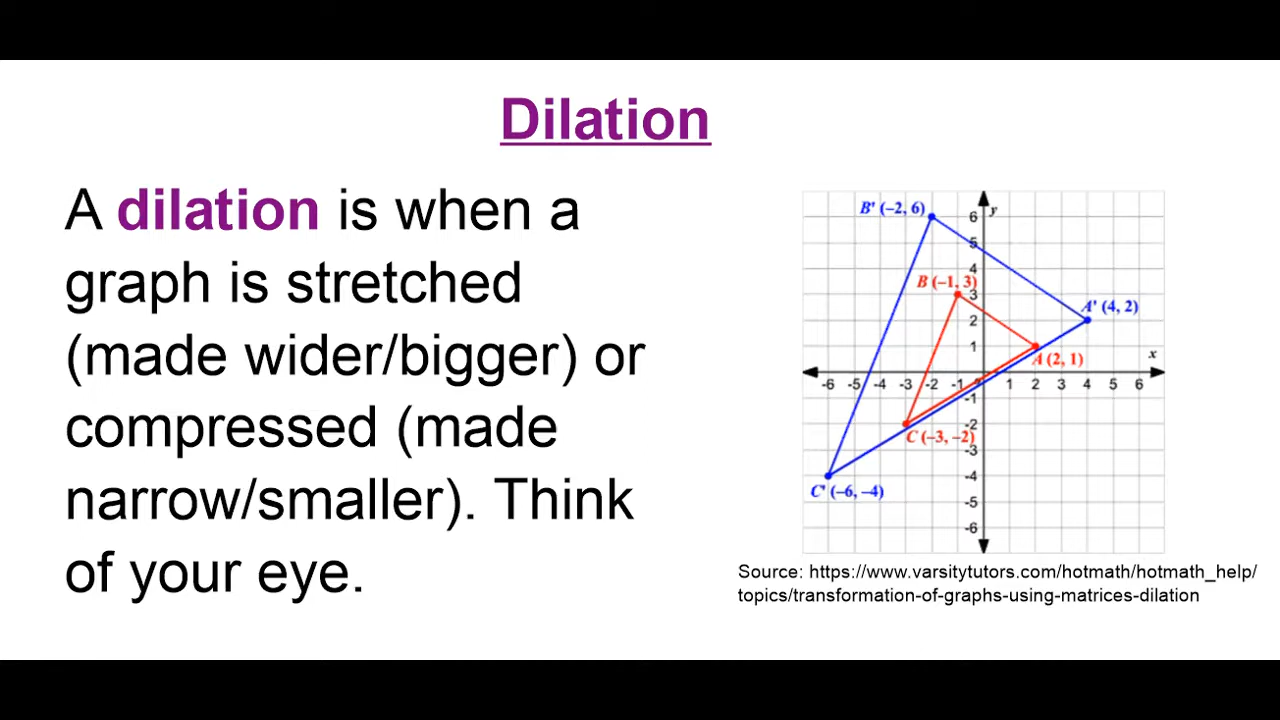 Dilation
A dilation is when a
graph is stretched
(made wider/bigger) or
compressed (made
narrow/smaller). Think
of your eye.
B' (–2, 6)
6
y
5
4
B (–1, 3)
3
A' (4, 2)
2
1
A (2, 1)
x
-6 -5 -4 -3 -2 -1 1 2 3 4 5 6
-1
-2
C (–3, –2)
-3
-4
C' (–6, –4)
-5
-6
Source: https://www.varsitytutors.com/hotmath/hotmath_help/
topics/transformation-of-graphs-using-matrices-dilation